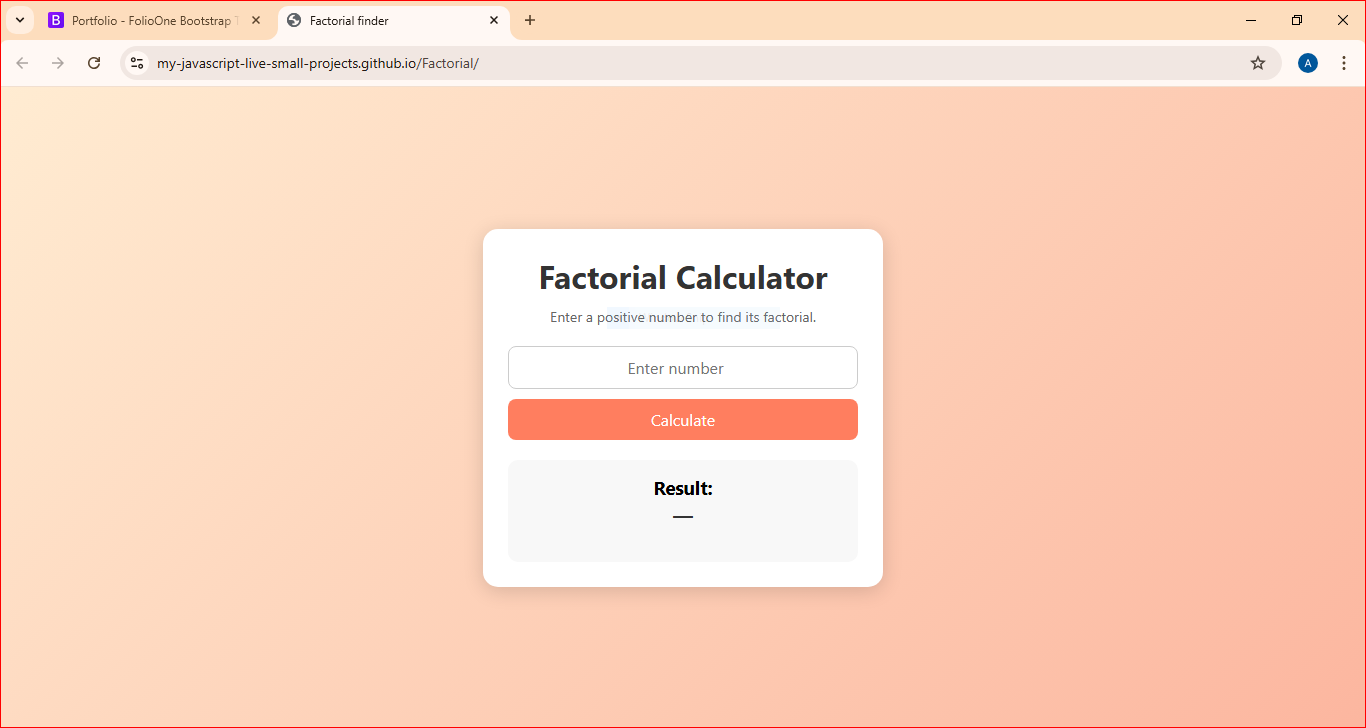 Portfolio - FolioOne Bootstrap
Factorial finder
my-javascript-live-small-projects.github.io/Factorial/
A
Factorial Calculator
Enter a positive number to find its factorial.
Enter number
Calculate
Result:
—